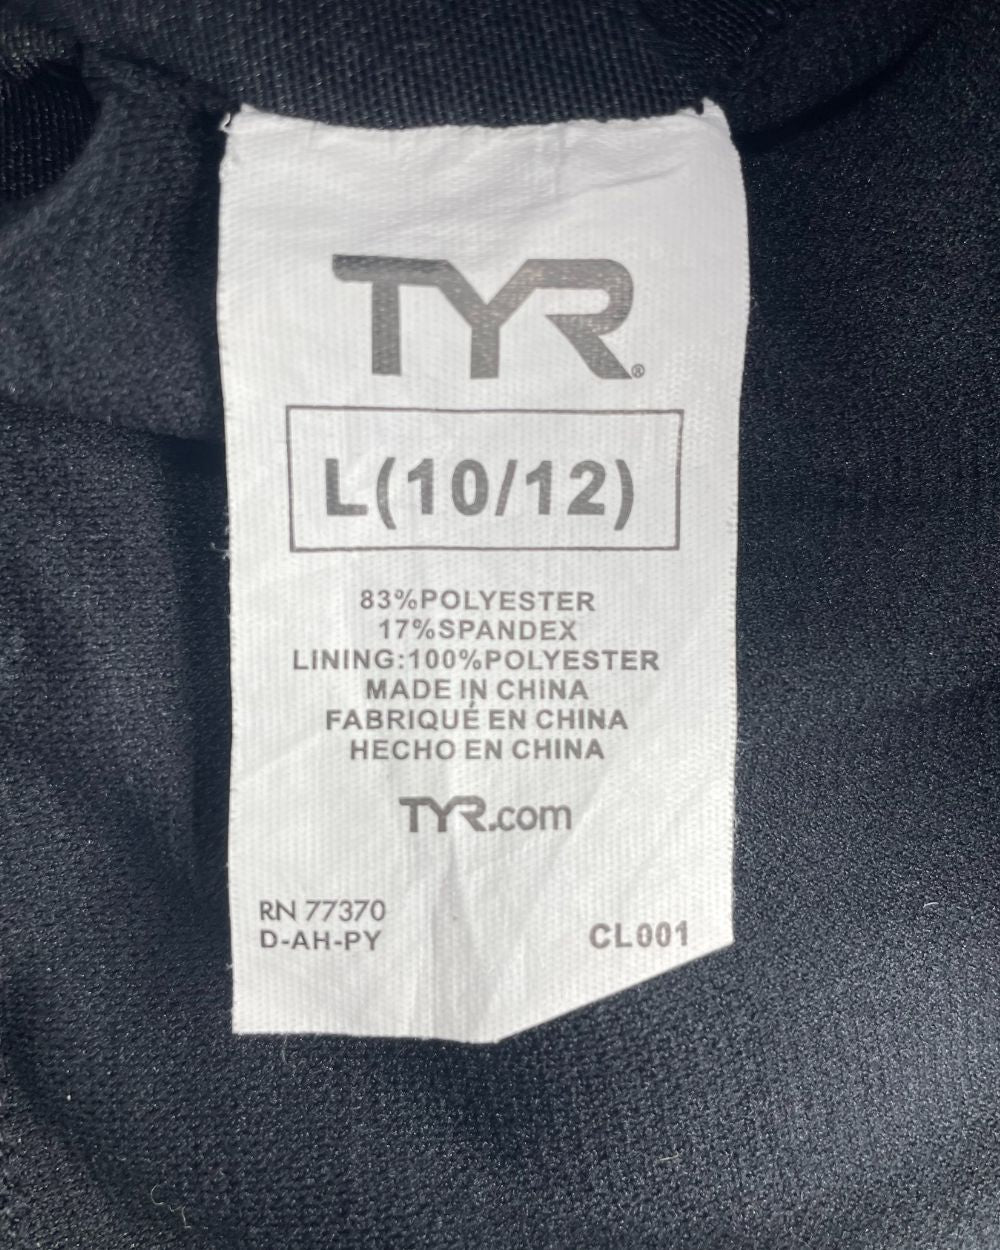 TYR®
L(10/12)
83%POLYESTER
17%SPANDEX
LINING:100%POLYESTER
MADE IN CHINA
FABRIQUÉ EN CHINA
HECHO EN CHINA
TYR.com
RN 77370
D-AH-PY
CL001